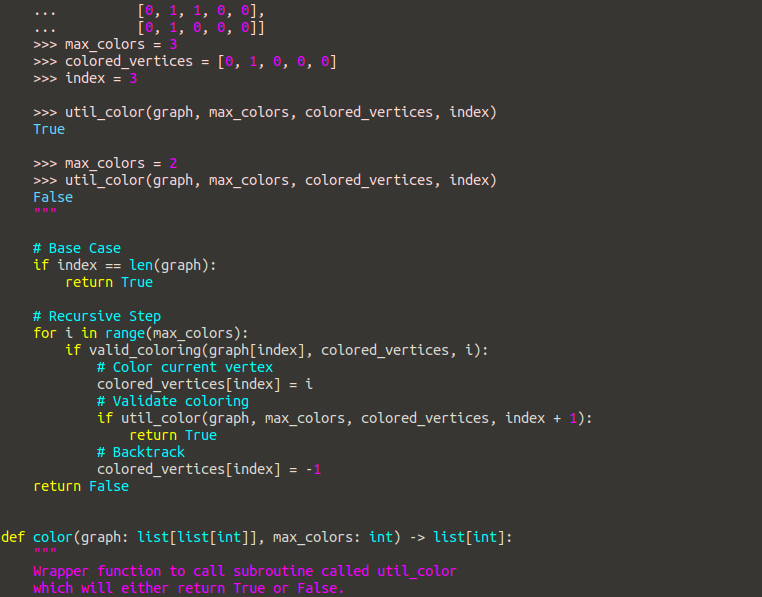 ...          [0, 1, 1, 0, 0],
...          [0, 1, 0, 0, 0]]
>>> max_colors = 3
>>> colored_vertices = [0, 1, 0, 0, 0]
>>> index = 3
>>> util_color(graph, max_colors, colored_vertices, index)
True
>>> max_colors = 2
>>> util_color(graph, max_colors, colored_vertices, index)
False
"""
# Base Case
if index == len(graph):
return True
# Recursive Step
for i in range(max_colors):
if valid_coloring(graph[index], colored_vertices, i):
# Color current vertex
colored_vertices[index] = i
# Validate coloring
if util_color(graph, max_colors, colored_vertices, index + 1):
return True
# Backtrack
colored_vertices[index] = -1
return False
def color(graph: list[list[int]], max_colors: int) -> list[int]:
"""
Wrapper function to call subroutine called util_color
which will either return True or False.